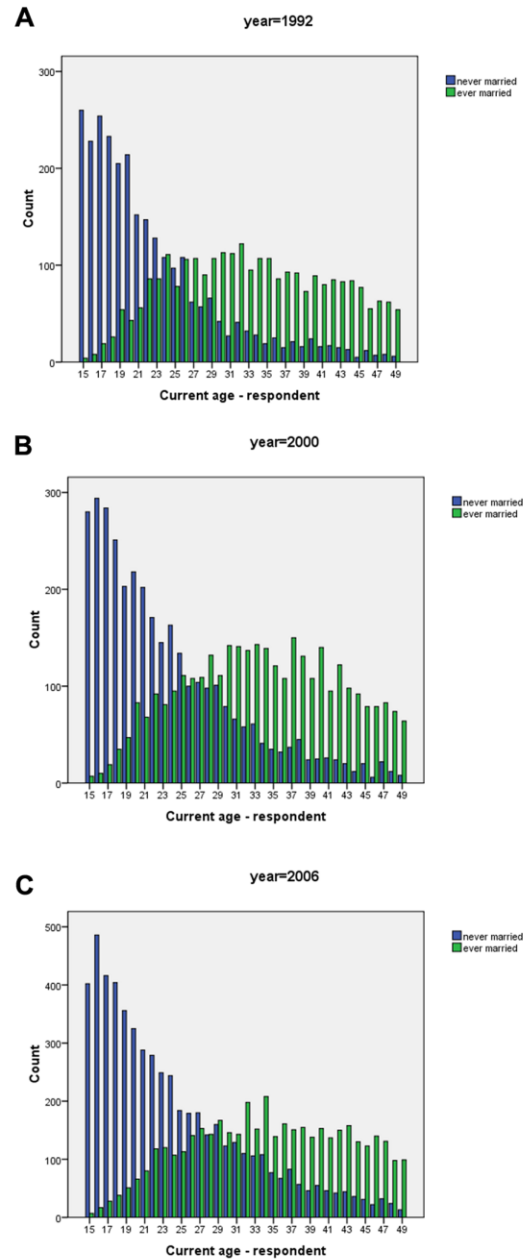 A
year=1992
never married
ever married
300
200
100
0
Count
15 17 19 21 23 25 27 29 31 33 35 37 39 41 43 45 47 49
Current age - respondent
B
year=2000
never married
ever married
300
200
100
0
Count
15 17 19 21 23 25 27 29 31 33 35 37 39 41 43 45 47 49
Current age - respondent
C
year=2006
never married
ever married
500
400
300
200
100
0
Count
15 17 19 21 23 25 27 29 31 33 35 37 39 41 43 45 47 49
Current age - respondent